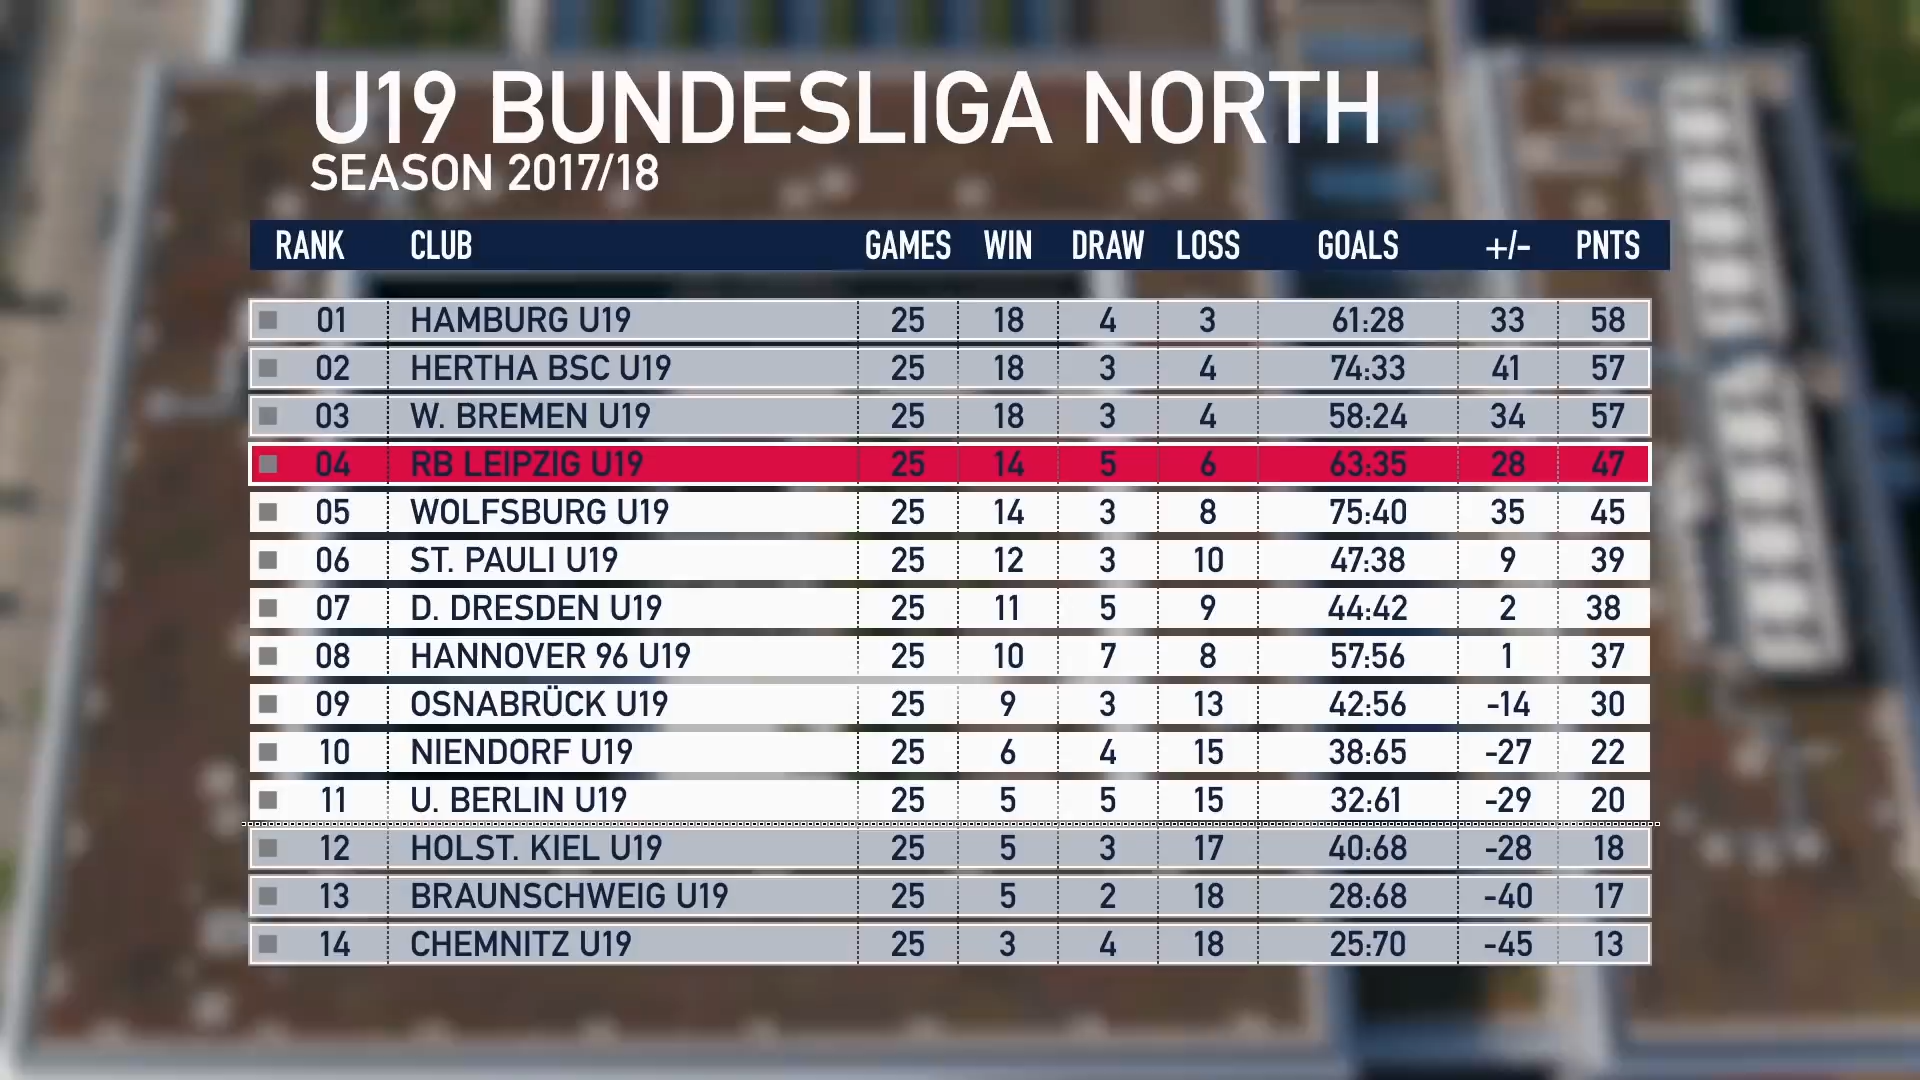 U19 BUNDESLIGA NORTH
SEASON 2017/18
RANK CLUB GAMES WIN DRAW LOSS GOALS +/- PNTS
01 HAMBURG U19 25 18 4 3 61:28 33 58
02 HERTHA BSC U19 25 18 3 4 74:33 41 57
03 W. BREMEN U19 25 18 3 4 58:24 34 57
04 RB LEIPZIG U19 25 14 5 6 63:35 28 47
05 WOLFSBURG U19 25 14 3 8 75:40 35 45
06 ST. PAULI U19 25 12 3 10 47:38 9 39
07 D. DRESDEN U19 25 11 5 9 44:42 2 38
08 HANNOVER 96 U19 25 10 7 8 57:56 1 37
09 OSNABRÜCK U19 25 9 3 13 42:56 -14 30
10 NIENDORF U19 25 6 4 15 38:65 -27 22
11 U. BERLIN U19 25 5 5 15 32:61 -29 20
12 HOLST. KIEL U19 25 5 3 17 40:68 -28 18
13 BRAUNSCHWEIG U19 25 5 2 18 28:68 -40 17
14 CHEMNITZ U19 25 3 4 18 25:70 -45 13